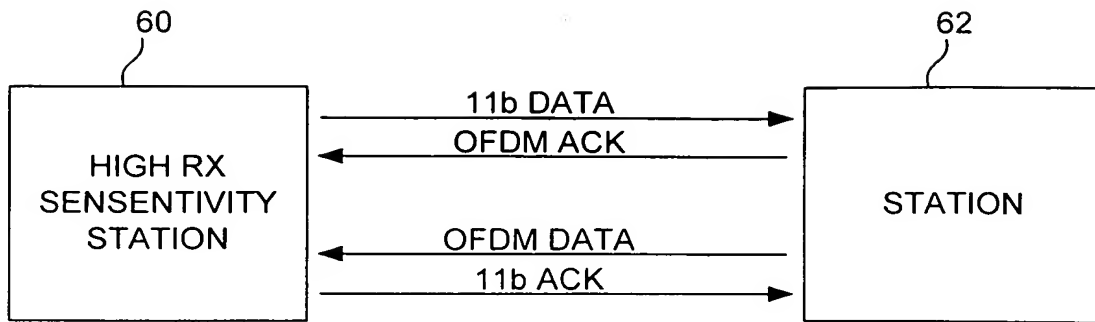 60
62
HIGH RX
SENSENTIVITY
STATION
11b DATA
OFDM ACK
OFDM DATA
11b ACK
STATION